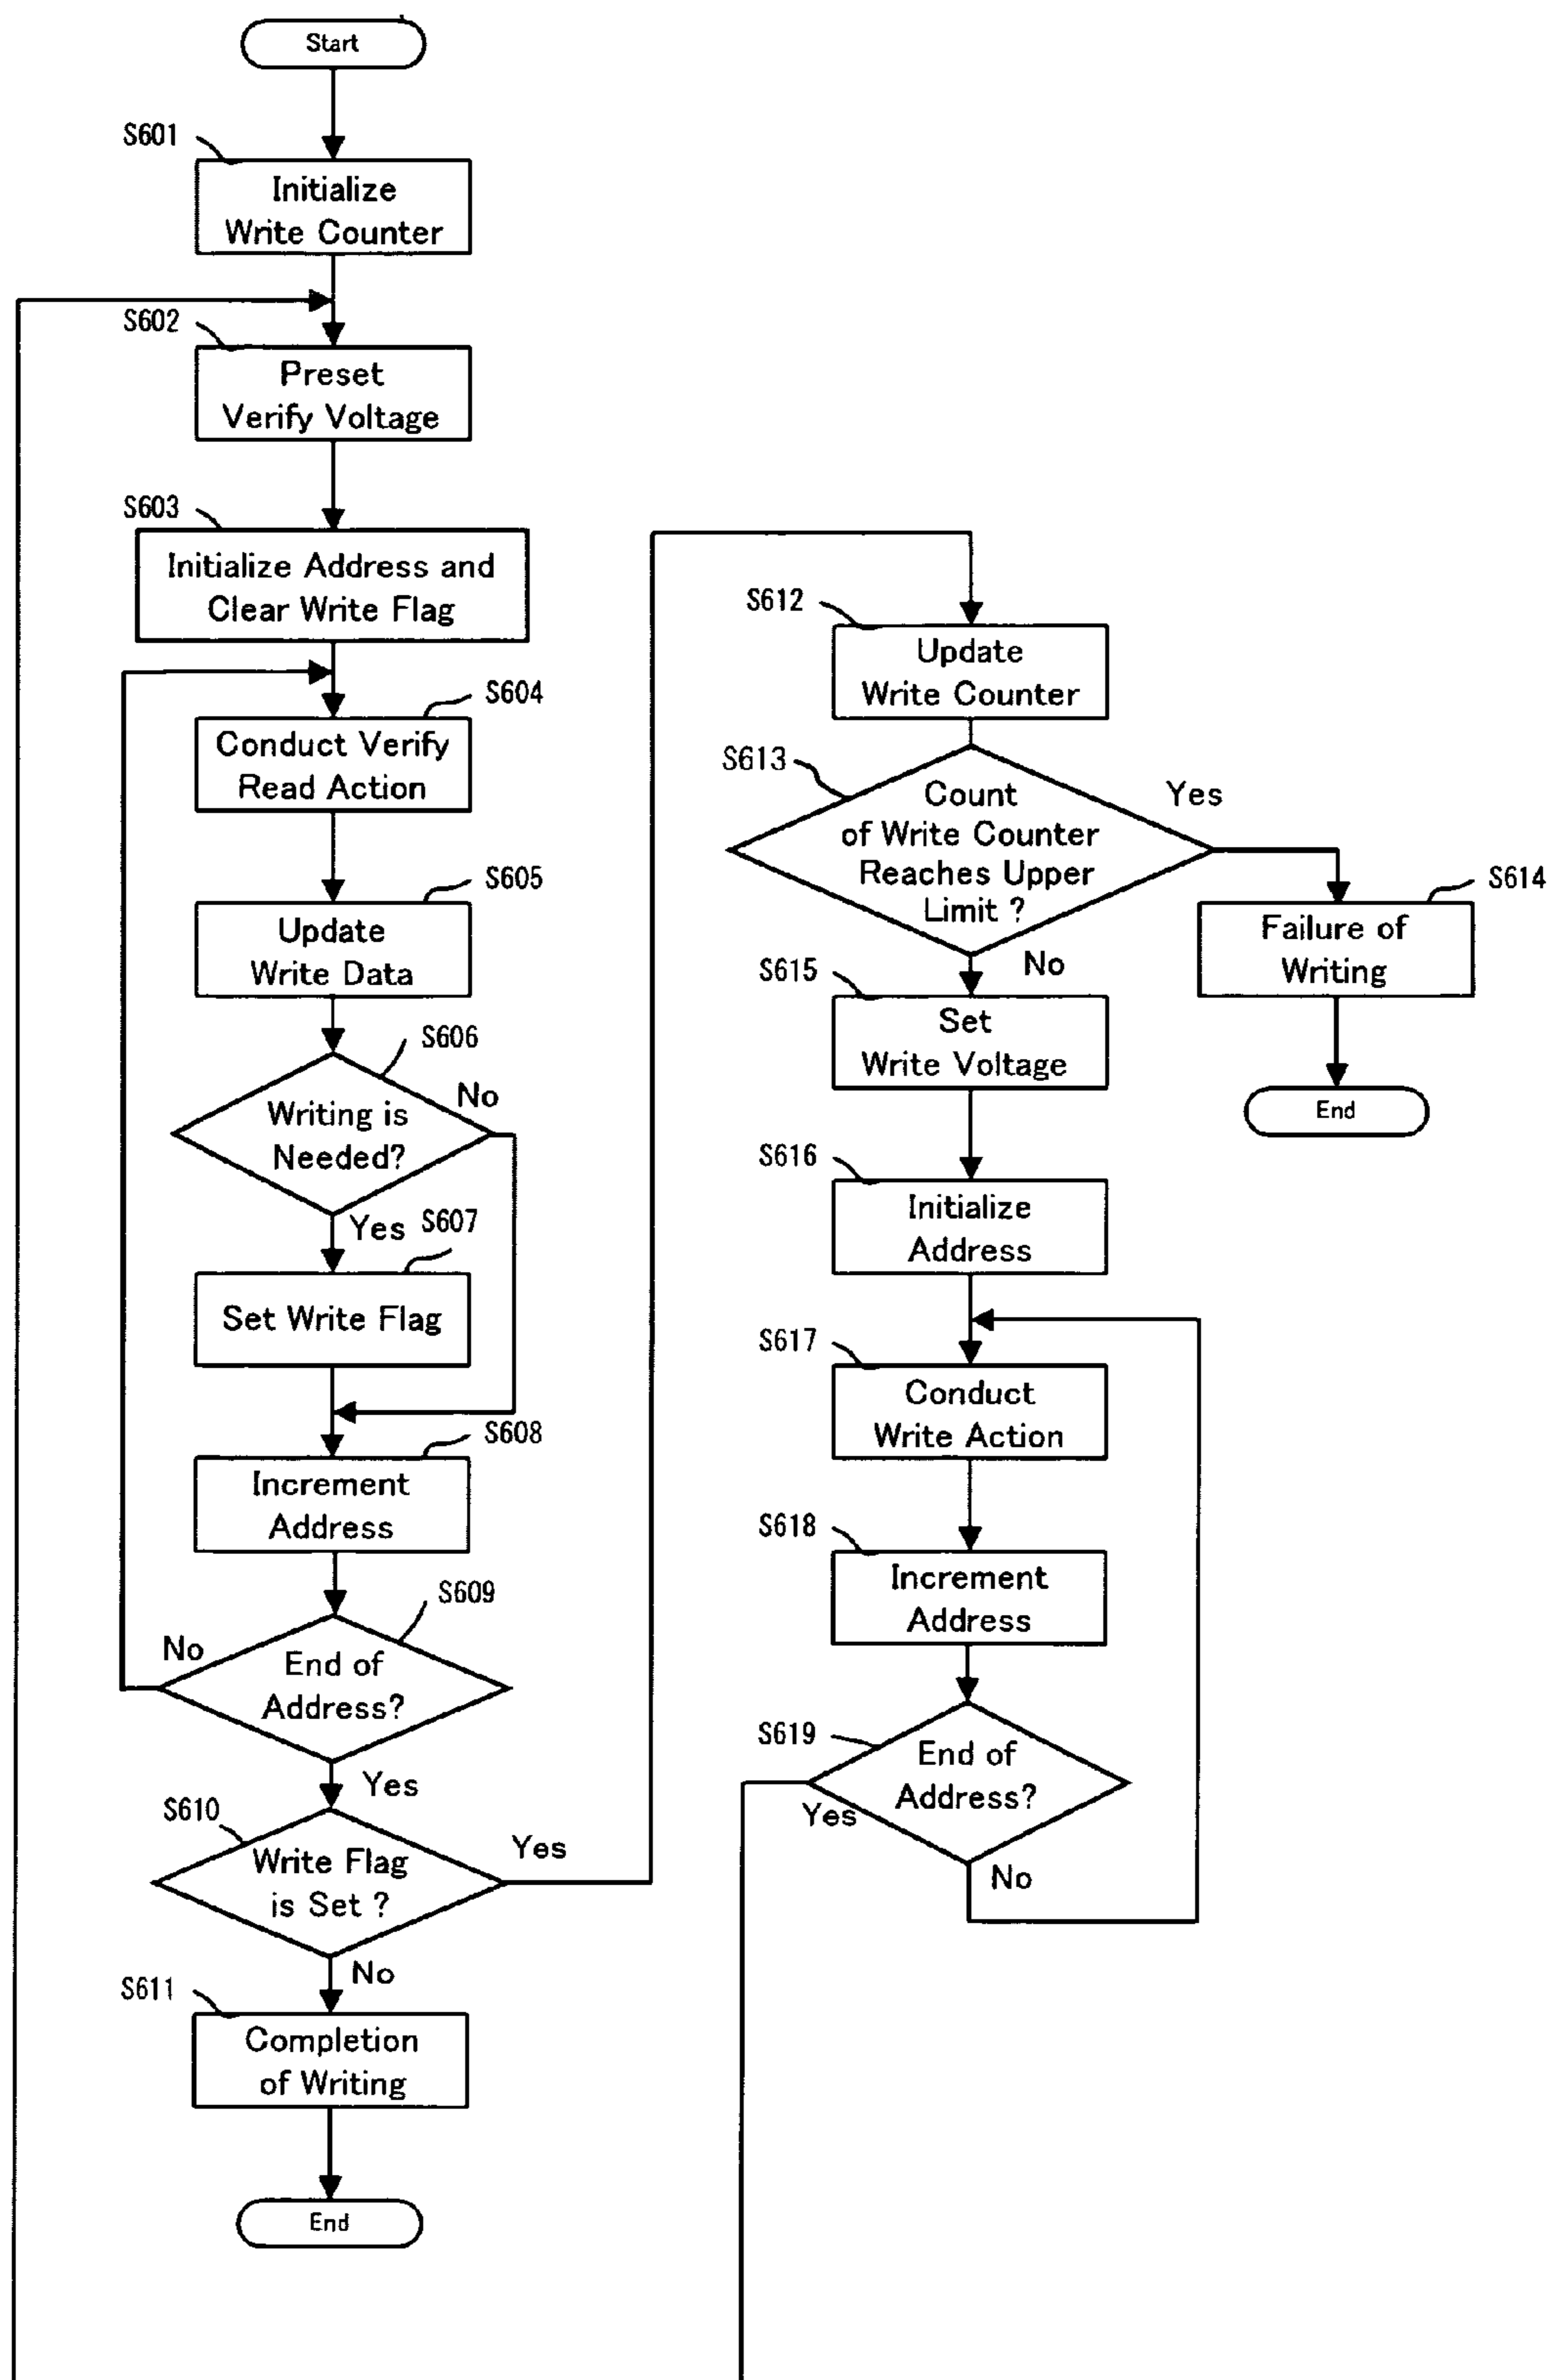 Start
S601
Initialize
Write Counter
S602
Preset
Verify Voltage
S603
Initialize Address and
Clear Write Flag
S604
Conduct Verify
Read Action
S605
Update
Write Data
S606
Writing is
Needed?
No
Yes
S607
Set Write Flag
S608
Increment
Address
S609
End of
Address?
No
Yes
S610
Write Flag
is Set ?
Yes
No
S611
Completion
of Writing
End
S612
Update
Write Counter
S613
Count
of Write Counter
Reaches Upper
Limit ?
Yes
No
S614
Failure of
Writing
End
S615
Set
Write Voltage
S616
Initialize
Address
S617
Conduct
Write Action
S618
Increment
Address
S619
End of
Address?
Yes
No